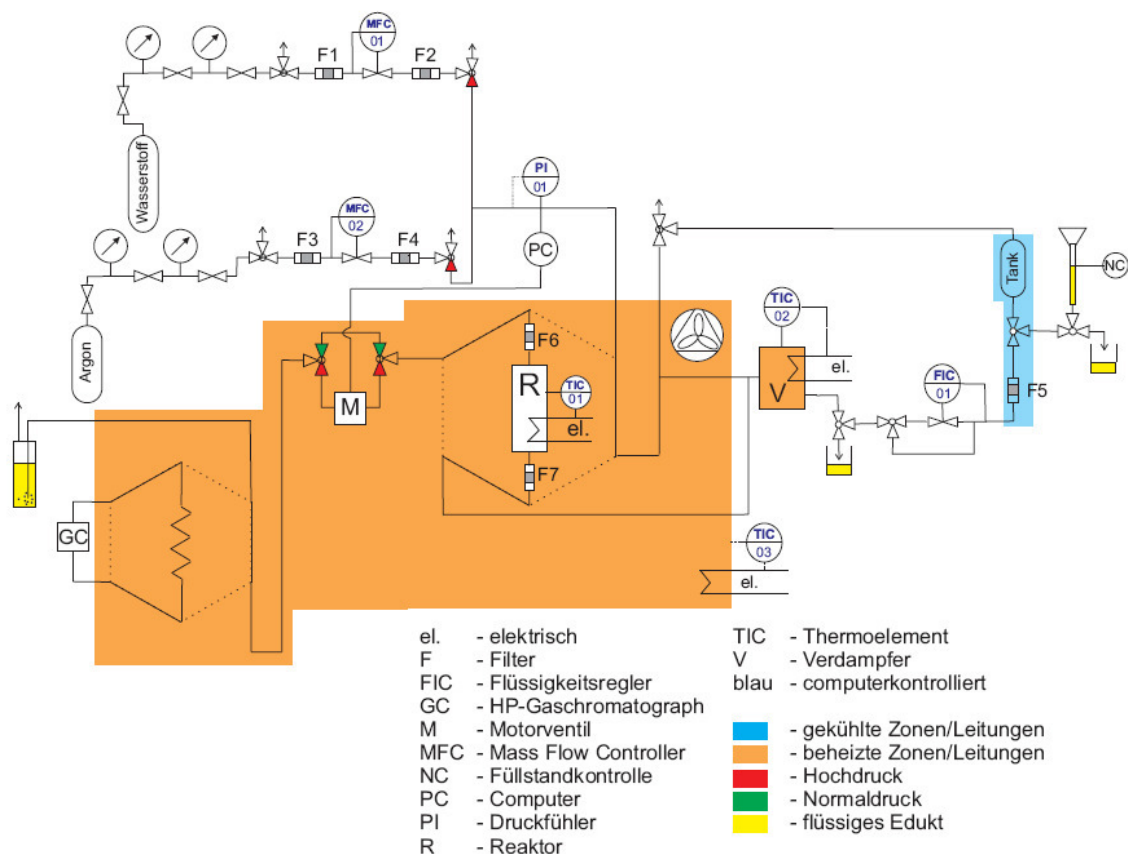 MFC
01
F1
F2
Wasserstoff
PI
01
MFC
02
F3
F4
PC
Tank
NC
Argon
TIC
02
F6
el.
V
FIC
01
F5
R
TIC
01
el.
M
F7
GC
TIC
03
el.
el. - elektrisch
F - Filter
FIC - Flüssigkeitsregler
GC - HP-Gaschromatograph
M - Motorventil
MFC - Mass Flow Controller
NC - Füllstandkontrolle
PC - Computer
PI - Druckfühler
R - Reaktor
TIC - Thermoelement
V - Verdampfer
blau - computerkontrolliert
- gekühlte Zonen/Leitungen
- beheizte Zonen/Leitungen
- Hochdruck
- Normaldruck
- flüssiges Edukt